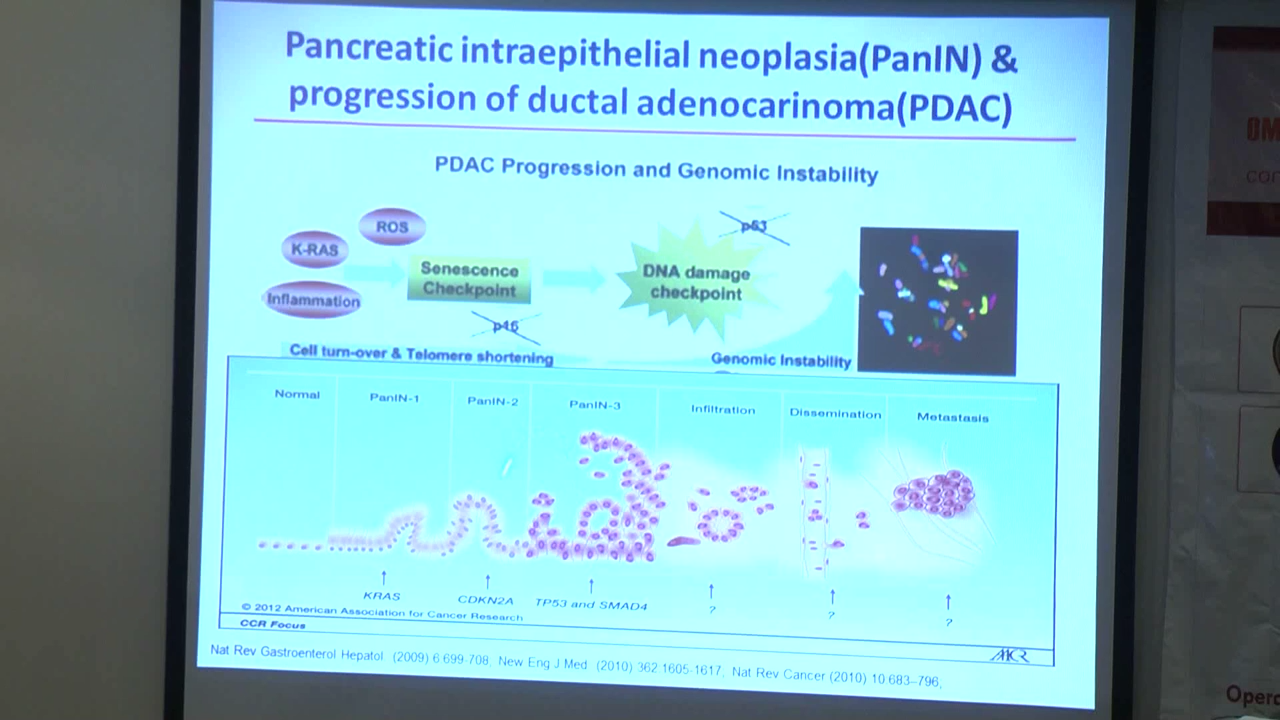 Pancreatic intraepithelial neoplasia(PanIN) &
progression of ductal adenocarinoma(PDAC)
PDAC Progression and Genomic Instability
ROS
K-RAS
Inflammation
Senescence
Checkpoint
p16
DNA damage
checkpoint
p53
Cell turn-over & Telomere shortening
Genomic Instability
Normal
PanIN-1
PanIN-2
PanIN-3
Infiltration
Dissemination
Metastasis
KRAS
CDKN2A
TP53 and SMAD4
?
?
?
© 2012 American Association for Cancer Research
CCR Focus
AACR
Nat Rev Gastroenterol Hepatol (2009) 6 699-708, New Eng J Med (2010) 362 1605-1617, Nat Rev Cancer (2010) 10 683–796,